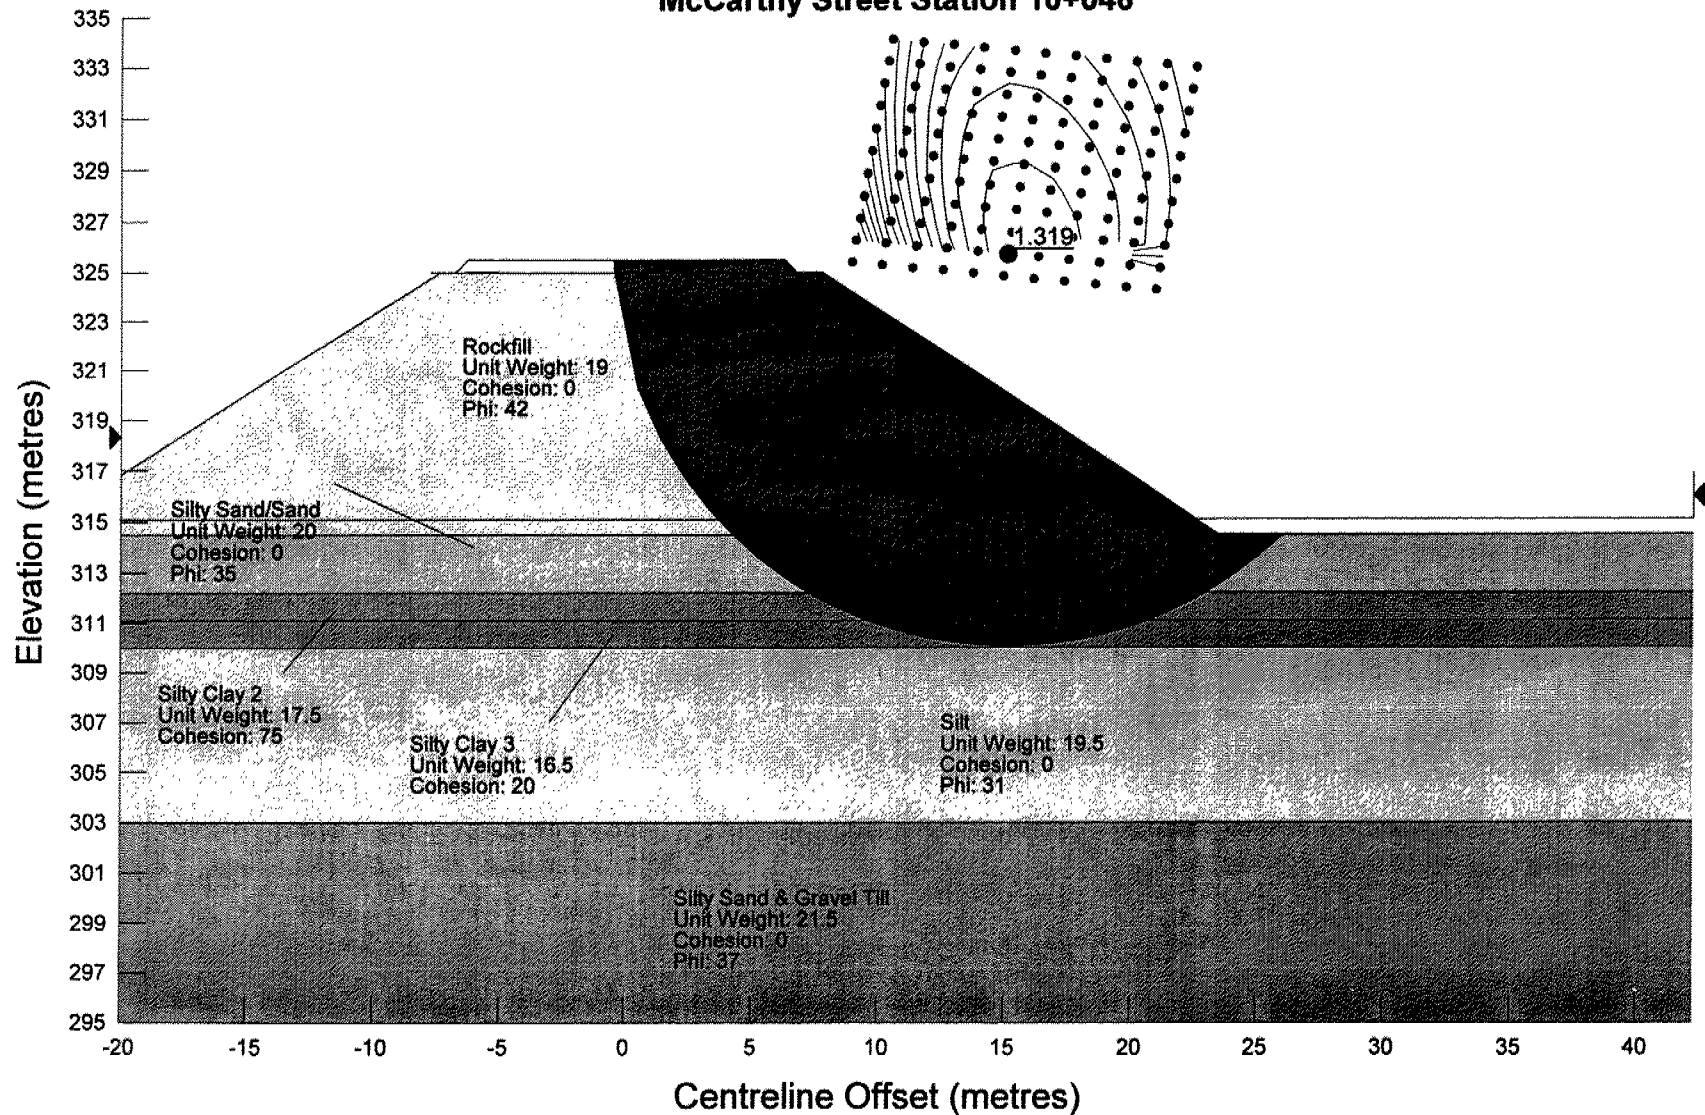 McCarthy Street Station 10+046
335
333
331
329
327
325
323
321
319
317
315
313
311
309
307
305
303
301
299
297
295
Elevation (metres)
1.319
Rockfill
Unit Weight: 19
Cohesion: 0
Phi: 42
Silty Sand/Sand
Unit Weight: 20
Cohesion: 0
Phi: 35
Silty Clay 2
Unit Weight: 17.5
Cohesion: 75
Silty Clay 3
Unit Weight: 16.5
Cohesion: 20
Silt
Unit Weight: 19.5
Cohesion: 0
Phi: 31
Silty Sand & Gravel Till
Unit Weight: 21.5
Cohesion: 0
Phi: 37
-20 -15 -10 -5 0 5 10 15 20 25 30 35 40
Centreline Offset (metres)